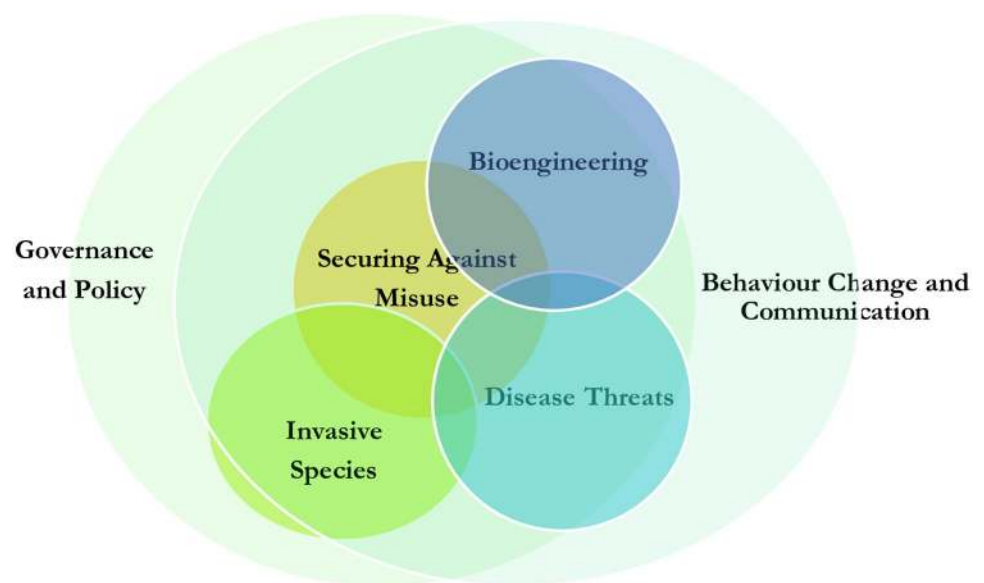 Bioengineering
Governance
and Policy
Securing Against
Misuse
Behaviour Change and
Communication
Disease Threats
Invasive
Species